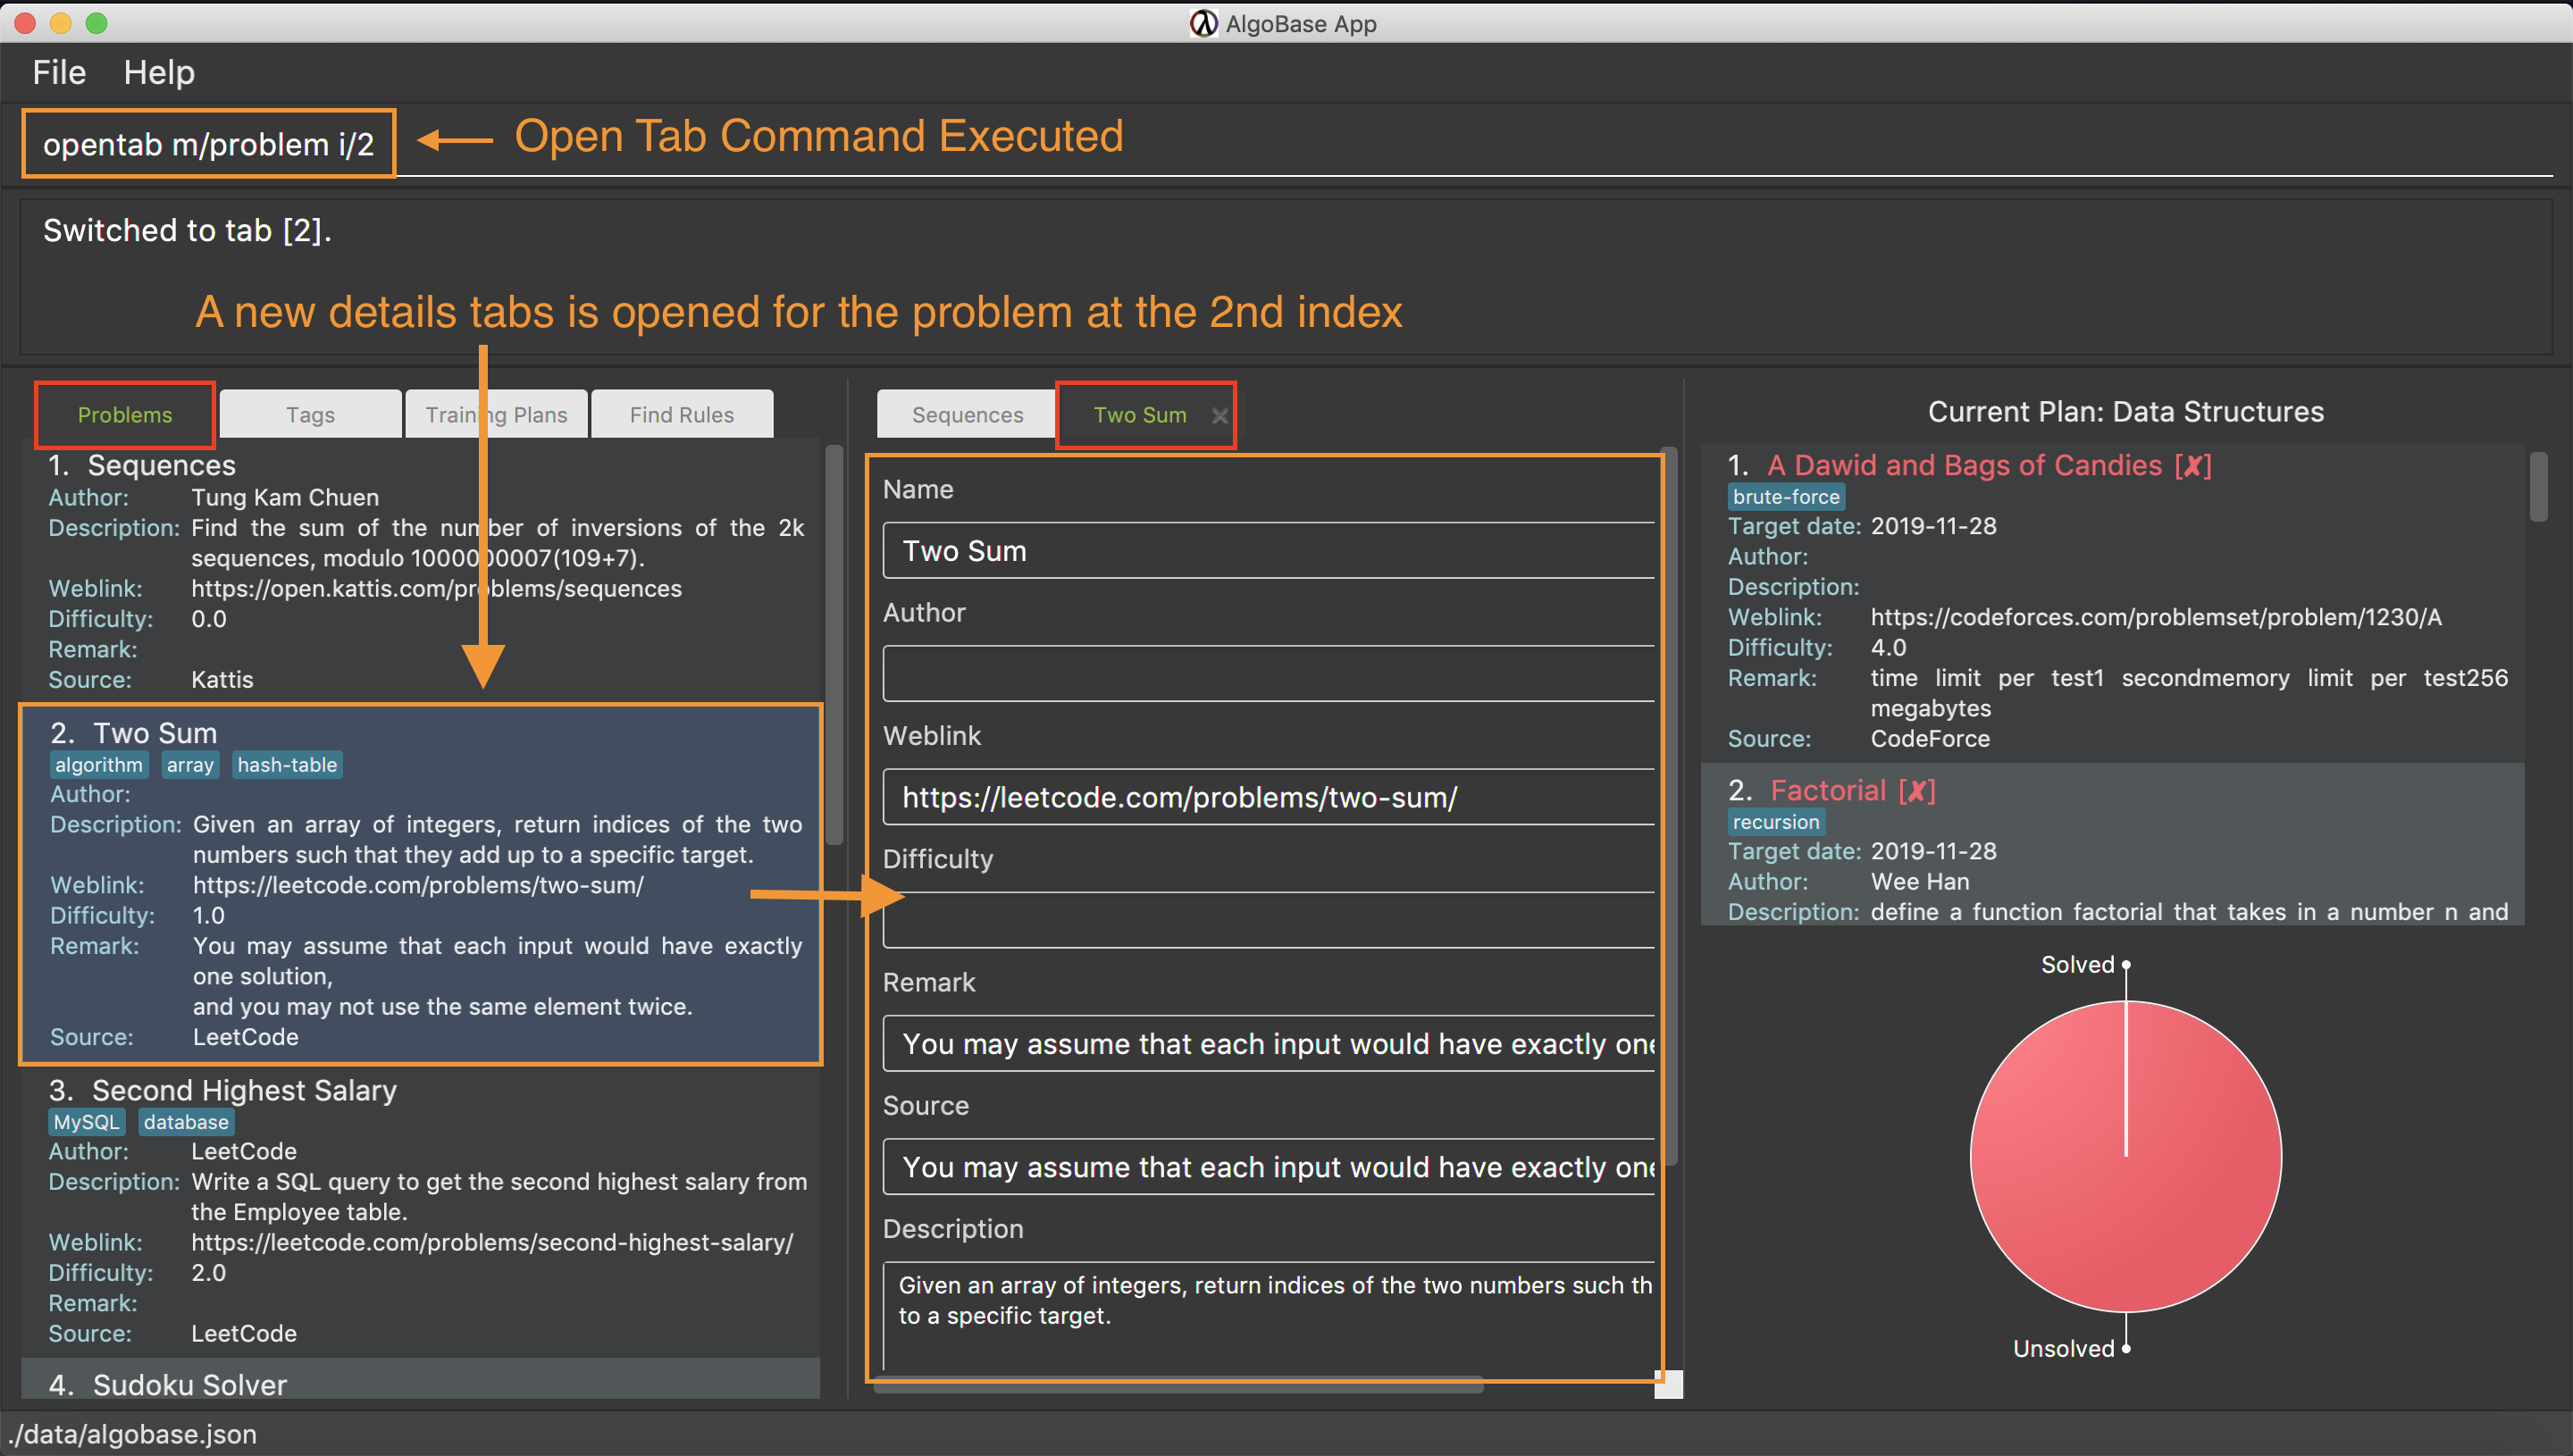 AlgoBase App
File Help
opentab m/problem i/2
Open Tab Command Executed
Switched to tab [2].
A new details tabs is opened for the problem at the 2nd index
Problems Tags Training Plans Find Rules
1. Sequences
Author: Tung Kam Chuen
Description: Find the sum of the number of inversions of the 2k
sequences, modulo 1000000007(109+7).
Weblink: https://open.kattis.com/problems/sequences
Difficulty: 0.0
Remark:
Source: Kattis
2. Two Sum
algorithm array hash-table
Author:
Description: Given an array of integers, return indices of the two
numbers such that they add up to a specific target.
Weblink: https://leetcode.com/problems/two-sum/
Difficulty: 1.0
Remark: You may assume that each input would have exactly
one solution,
and you may not use the same element twice.
Source: LeetCode
3. Second Highest Salary
MySQL database
Author: LeetCode
Description: Write a SQL query to get the second highest salary from
the Employee table.
Weblink: https://leetcode.com/problems/second-highest-salary/
Difficulty: 2.0
Remark:
Source: LeetCode
4. Sudoku Solver
Sequences Two Sum
Name
Two Sum
Author
Weblink
https://leetcode.com/problems/two-sum/
Difficulty
Remark
You may assume that each input would have exactly one
Source
You may assume that each input would have exactly one
Description
Given an array of integers, return indices of the two numbers such th
to a specific target.
Current Plan: Data Structures
1. A Dawid and Bags of Candies [✘]
brute-force
Target date: 2019-11-28
Author:
Description:
Weblink: https://codeforces.com/problemset/problem/1230/A
Difficulty: 4.0
Remark: time limit per test1 secondmemory limit per test256
megabytes
Source: CodeForce
2. Factorial [✘]
recursion
Target date: 2019-11-28
Author: Wee Han
Description: define a function factorial that takes in a number n and
Solved
Unsolved
./data/algobase.json